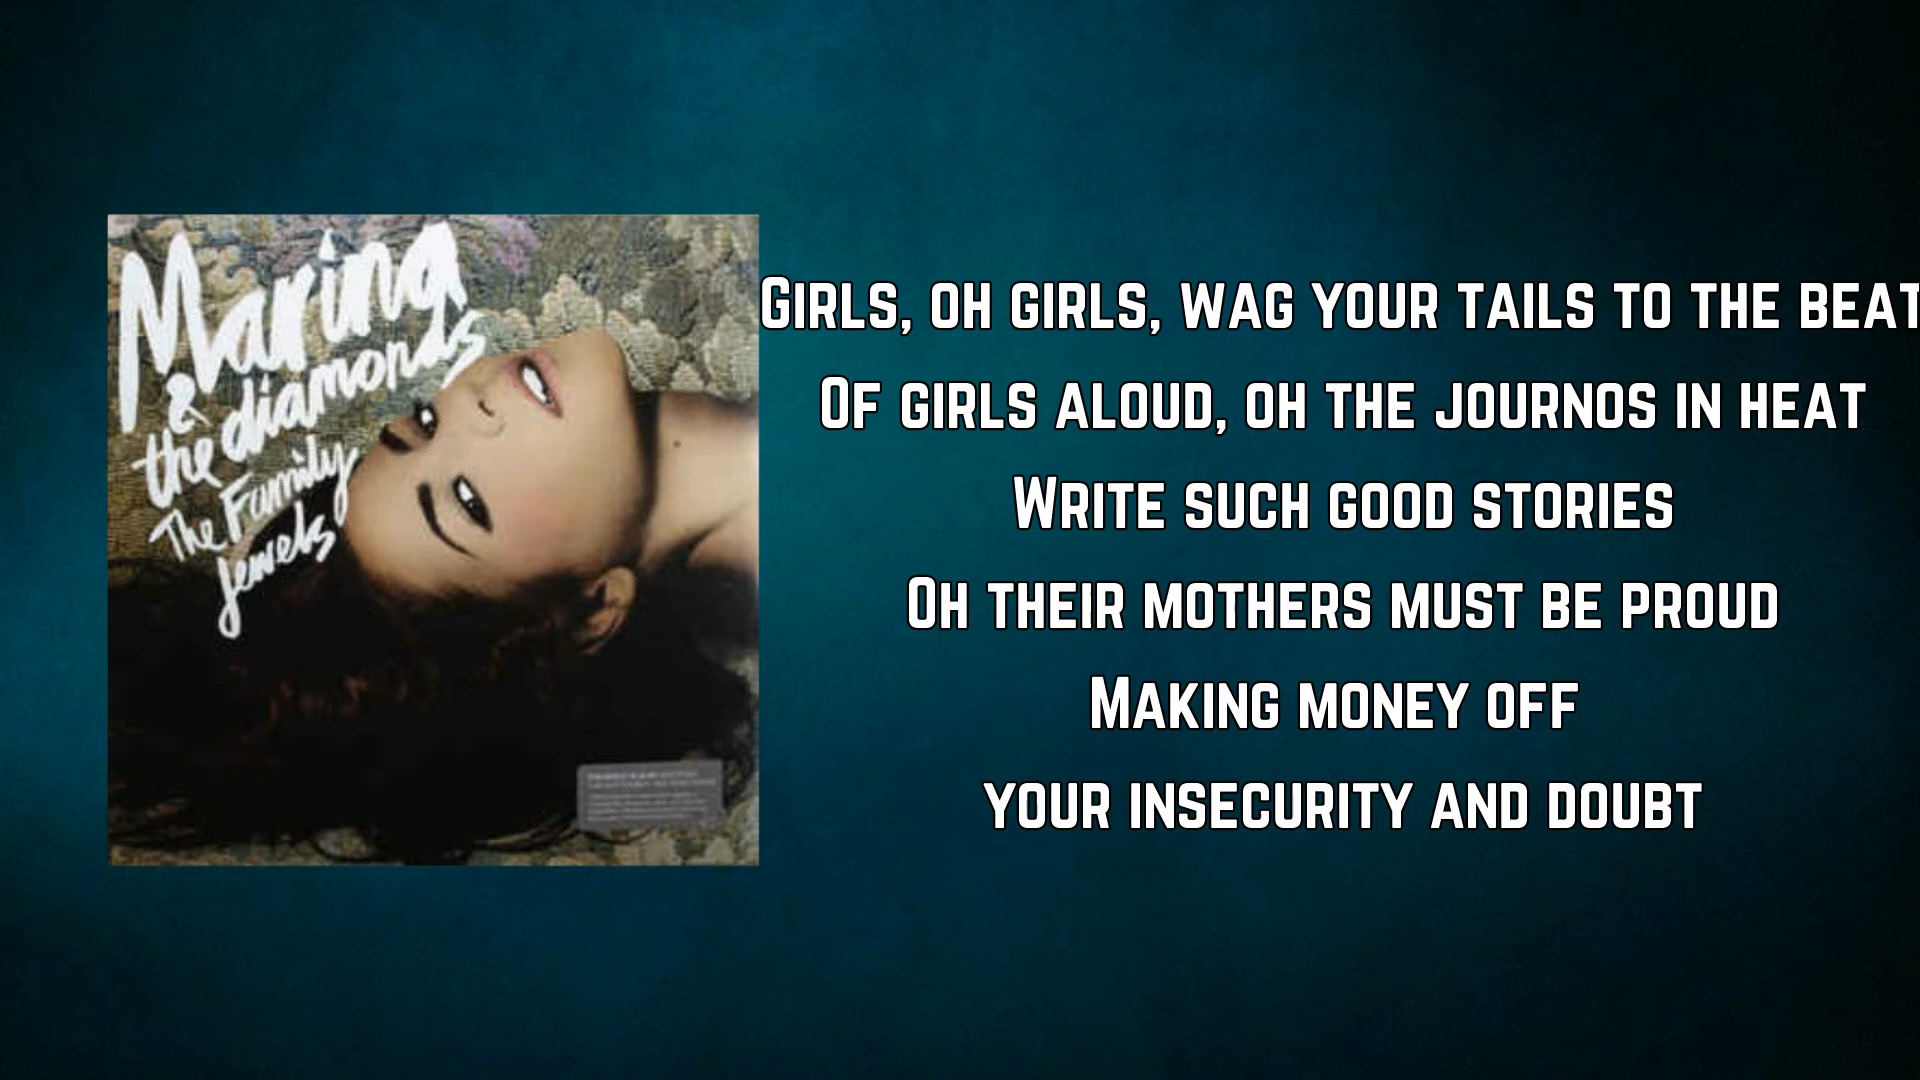 Marina
& the diamonds
The Family
Jewels
Girls, oh girls, wag your tails to the beat
Of girls aloud, oh the journos in heat
Write such good stories
Oh their mothers must be proud
Making money off
your insecurity and doubt